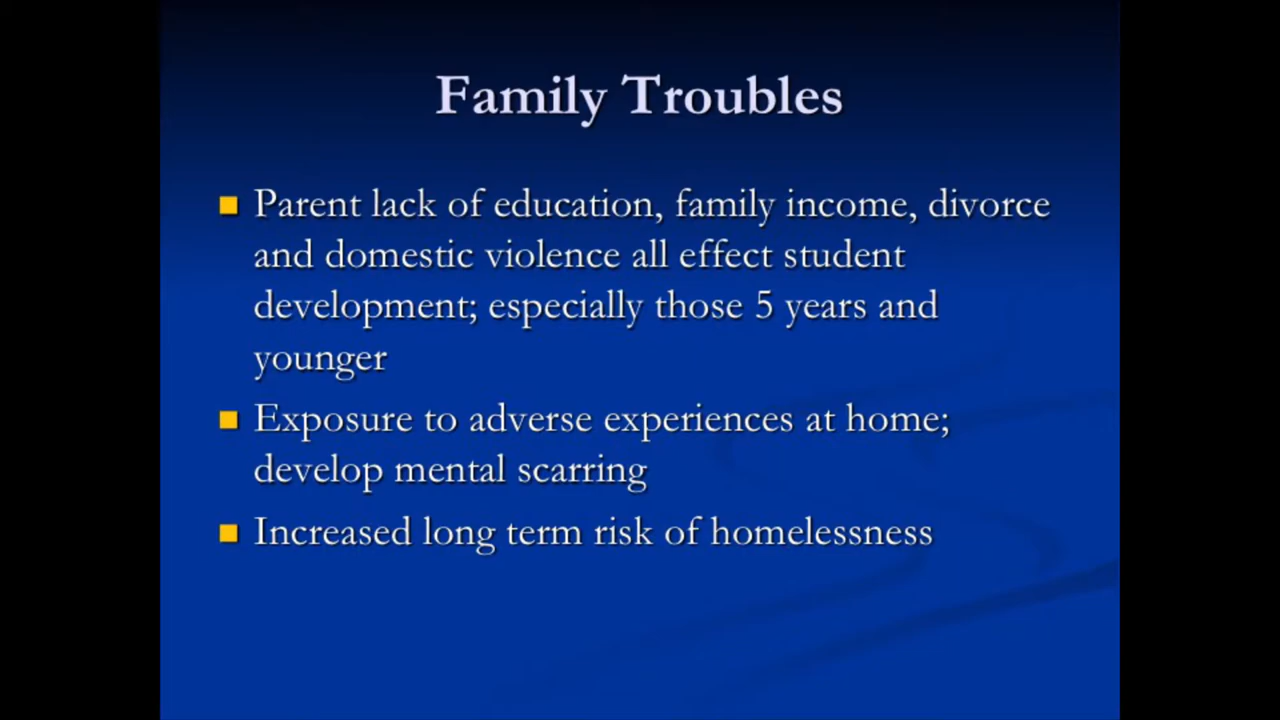 Family Troubles
Parent lack of education, family income, divorce
and domestic violence all effect student
development; especially those 5 years and
younger
Exposure to adverse experiences at home;
develop mental scarring
Increased long term risk of homelessness